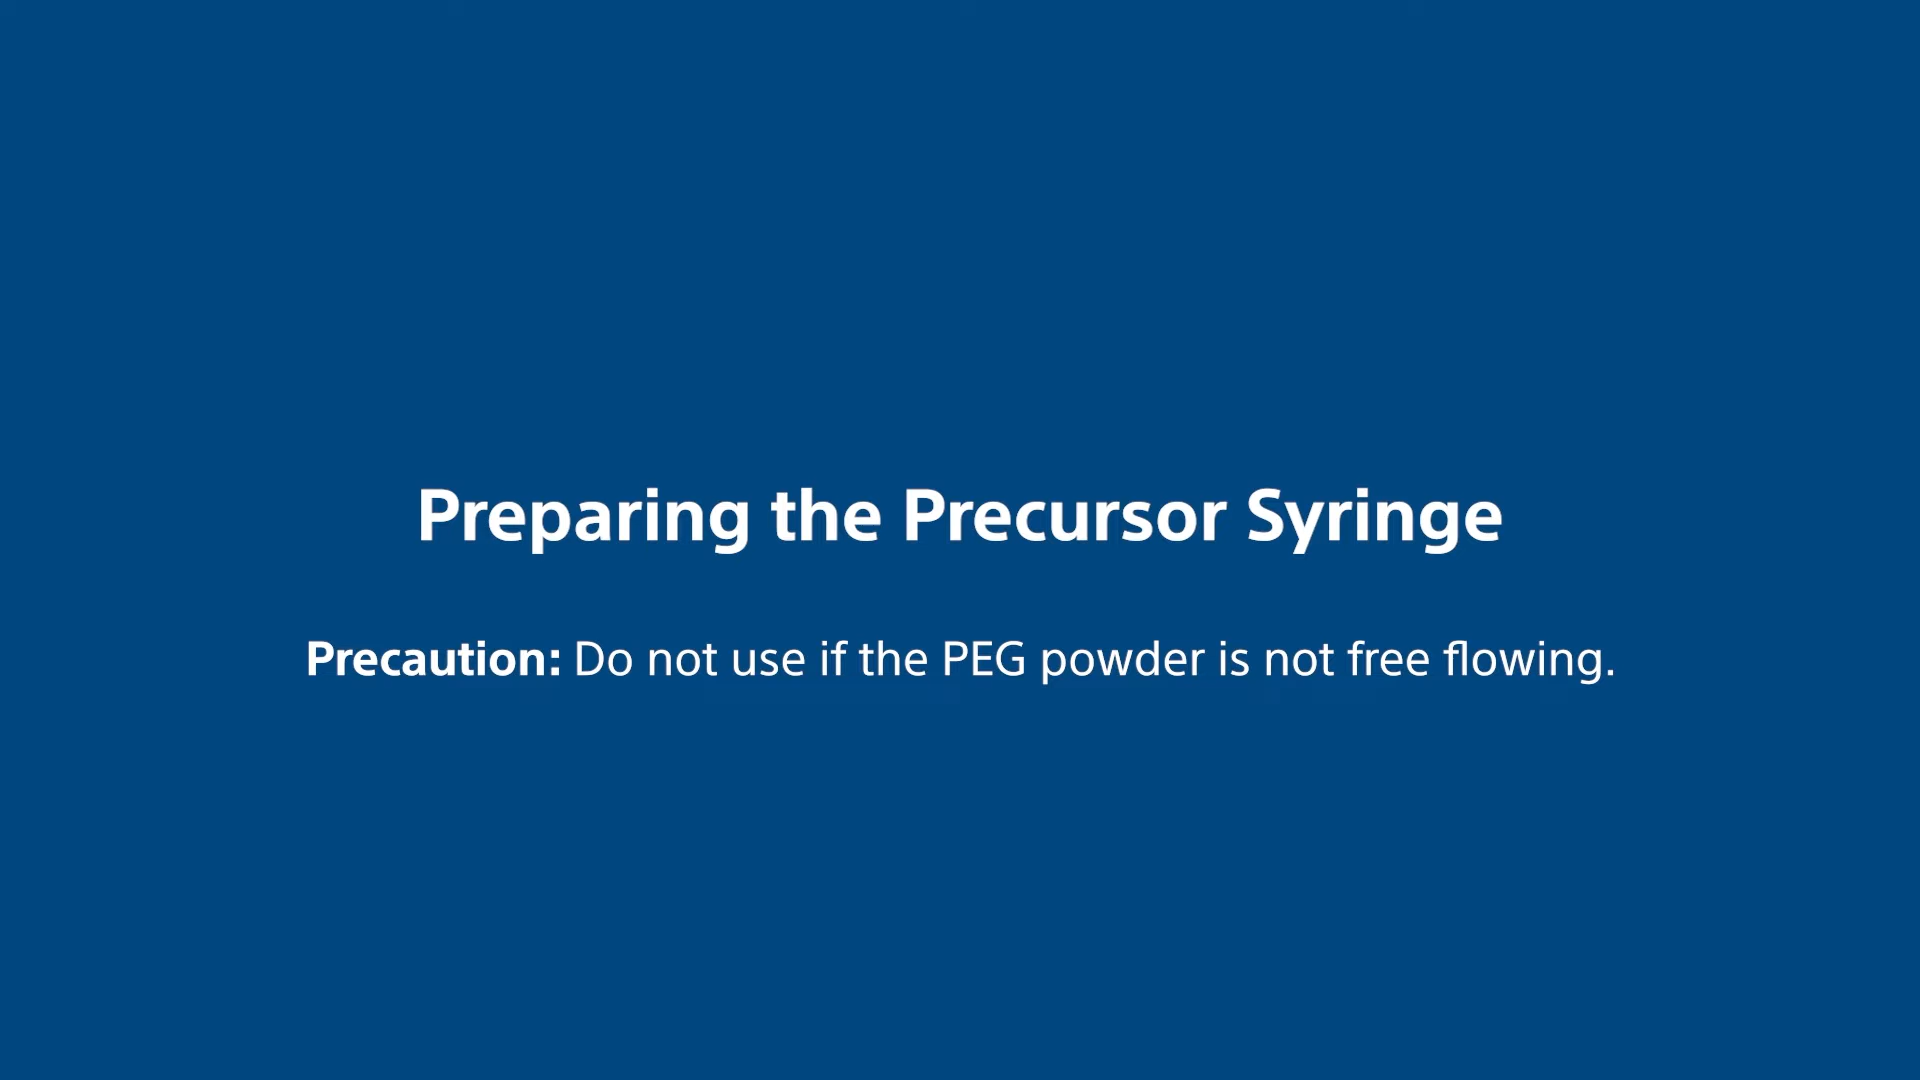 Preparing the Precursor Syringe
Precaution: Do not use if the PEG powder is not free flowing.